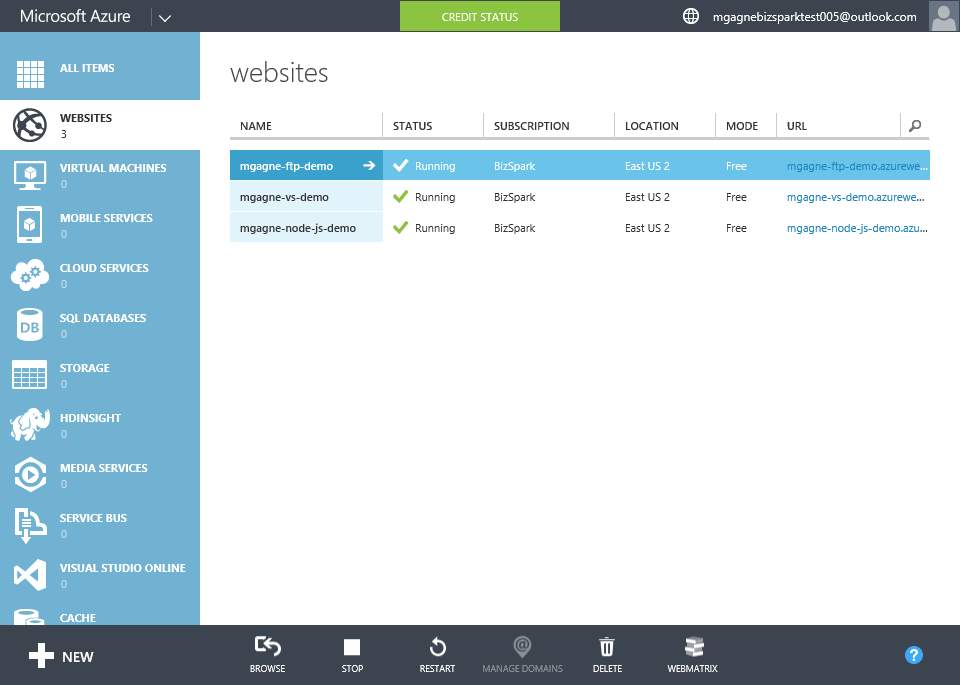 Microsoft Azure
CREDIT STATUS
mgagnebizsparktest005@outlook.com
ALL ITEMS
WEBSITES
3
VIRTUAL MACHINES
0
MOBILE SERVICES
0
CLOUD SERVICES
0
SQL DATABASES
0
DB
STORAGE
0
HDINSIGHT
0
MEDIA SERVICES
0
SERVICE BUS
0
VISUAL STUDIO ONLINE
0
CACHE
websites
NAME STATUS SUBSCRIPTION LOCATION MODE URL
mgagne-ftp-demo Running BizSpark East US 2 Free mgagne-ftp-demo.azurewe...
mgagne-vs-demo Running BizSpark East US 2 Free mgagne-vs-demo.azurewe...
mgagne-node-js-demo Running BizSpark East US 2 Free mgagne-node-js-demo.azu...
NEW
BROWSE STOP RESTART MANAGE DOMAINS DELETE WEBMATRIX
?